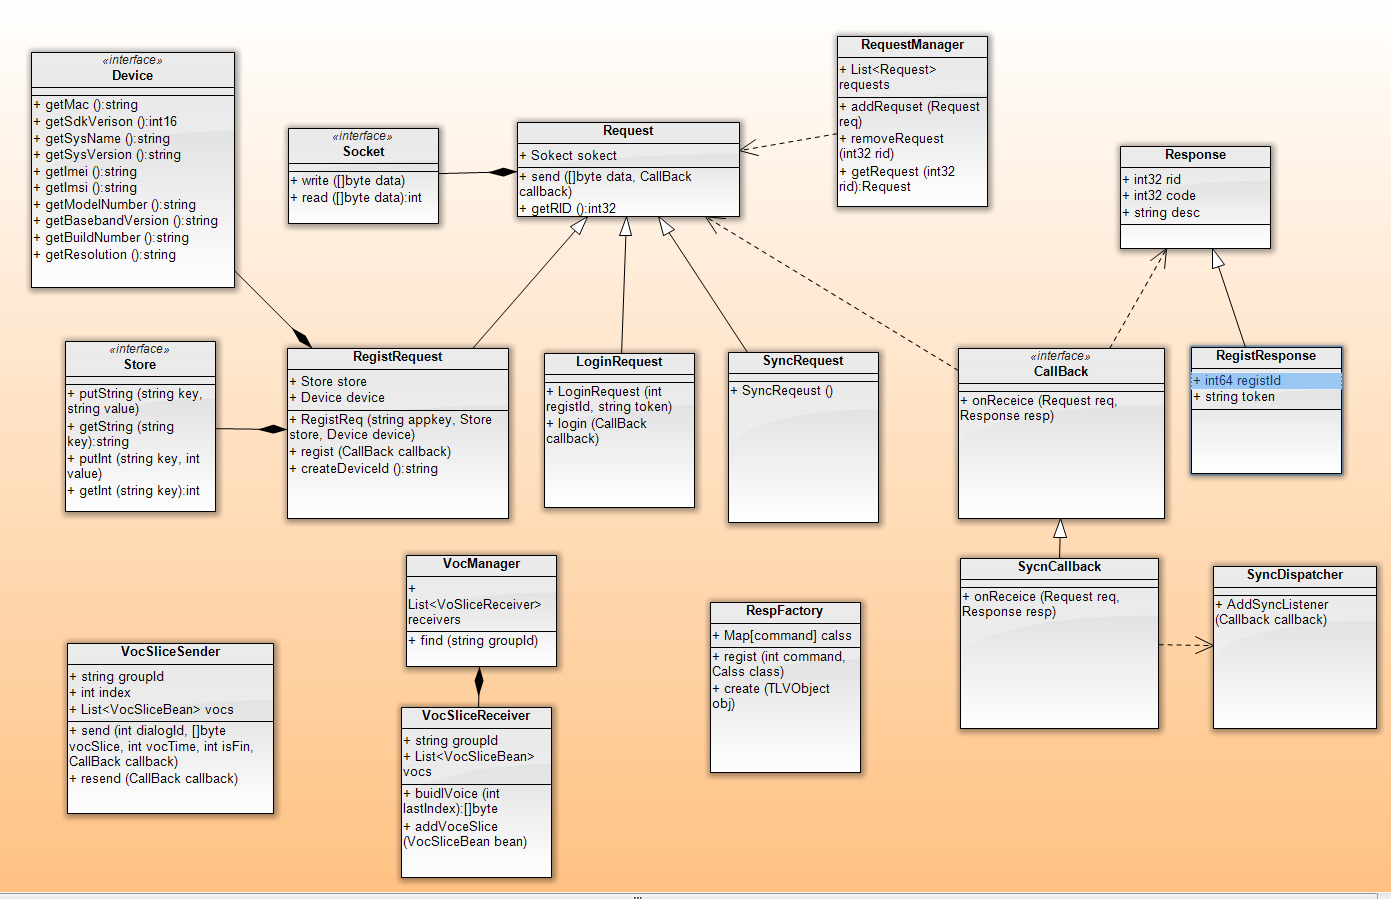 «interface»
Device
+ getMac ():string
+ getSdkVerison ():int16
+ getSysName ():string
+ getSysVersion ():string
+ getImei ():string
+ getImsi ():string
+ getModelNumber ():string
+ getBasebandVersion ():string
+ getBuildNumber ():string
+ getResolution ():string
«interface»
Socket
+ write ([]byte data)
+ read ([]byte data):int
Request
+ Sokect sokect
+ send ([]byte data, CallBack
callback)
+ getRID ():int32
RequestManager
+ List<Request>
requests
+ addRequset (Request
req)
+ removeRequest
(int32 rid)
+ getRequest (int32
rid):Request
Response
+ int32 rid
+ int32 code
+ string desc
«interface»
Store
+ putString (string key,
string value)
+ getString (string
key):string
+ putInt (string key, int
value)
+ getInt (string key):int
RegistRequest
+ Store store
+ Device device
+ RegistReq (string appkey, Store
store, Device device)
+ regist (CallBack callback)
+ createDeviceId ():string
LoginRequest
+ LoginRequest (int
registId, string token)
+ login (CallBack
callback)
SyncRequest
+ SyncReqeust ()
«interface»
CallBack
+ onReceice (Request req,
Response resp)
RegistResponse
+ int64 registId
+ string token
VocManager
+
List<VoSliceReceiver>
receivers
+ find (string groupId)
RespFactory
+ Map[command] calss
+ regist (int command,
Calss class)
+ create (TLVObject
obj)
SycnCallback
+ onReceice (Request req,
Response resp)
SyncDispatcher
+ AddSyncListener
(Callback callback)
VocSliceSender
+ string groupId
+ int index
+ List<VocSliceBean> vocs
+ send (int dialogId, []byte
vocSlice, int vocTime, int isFin,
CallBack callback)
+ resend (CallBack callback)
VocSliceReceiver
+ string groupId
+ List<VocSliceBean>
vocs
+ buidlVoice (int
lastIndex):[]byte
+ addVoceSlice
(VocSliceBean bean)